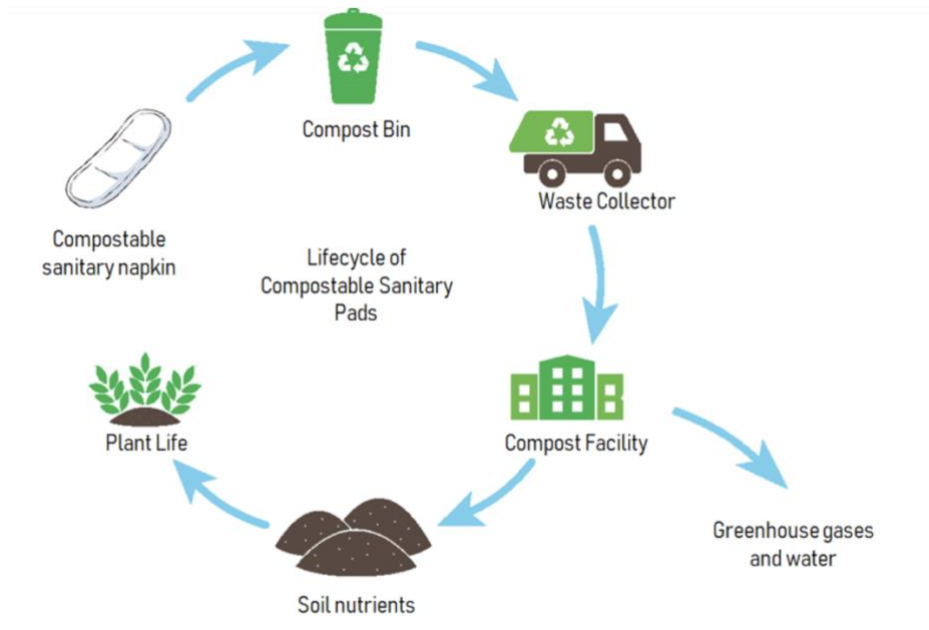 Compost Bin
Waste Collector
Compostable
sanitary napkin
Lifecycle of
Compostable Sanitary
Pads
Plant Life
Compost Facility
Greenhouse gases
and water
Soil nutrients